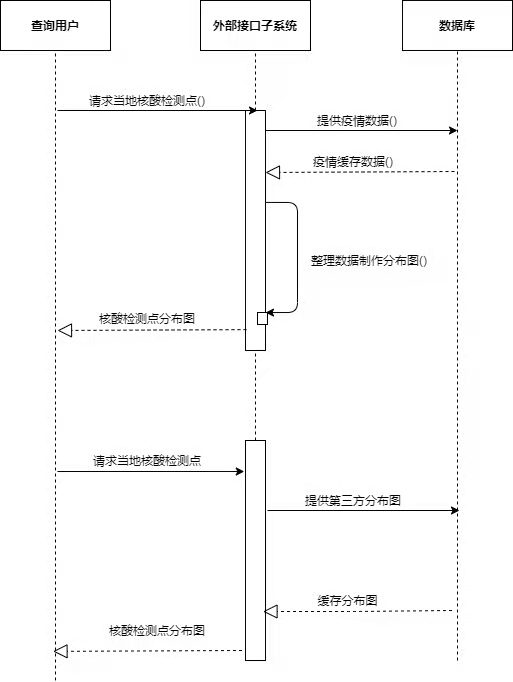 查询用户
外部接口子系统
数据库
请求当地核酸检测点()
提供疫情数据()
疫情缓存数据()
整理数据制作分布图()
核酸检测点分布图
请求当地核酸检测点
提供第三方分布图
缓存分布图
核酸检测点分布图